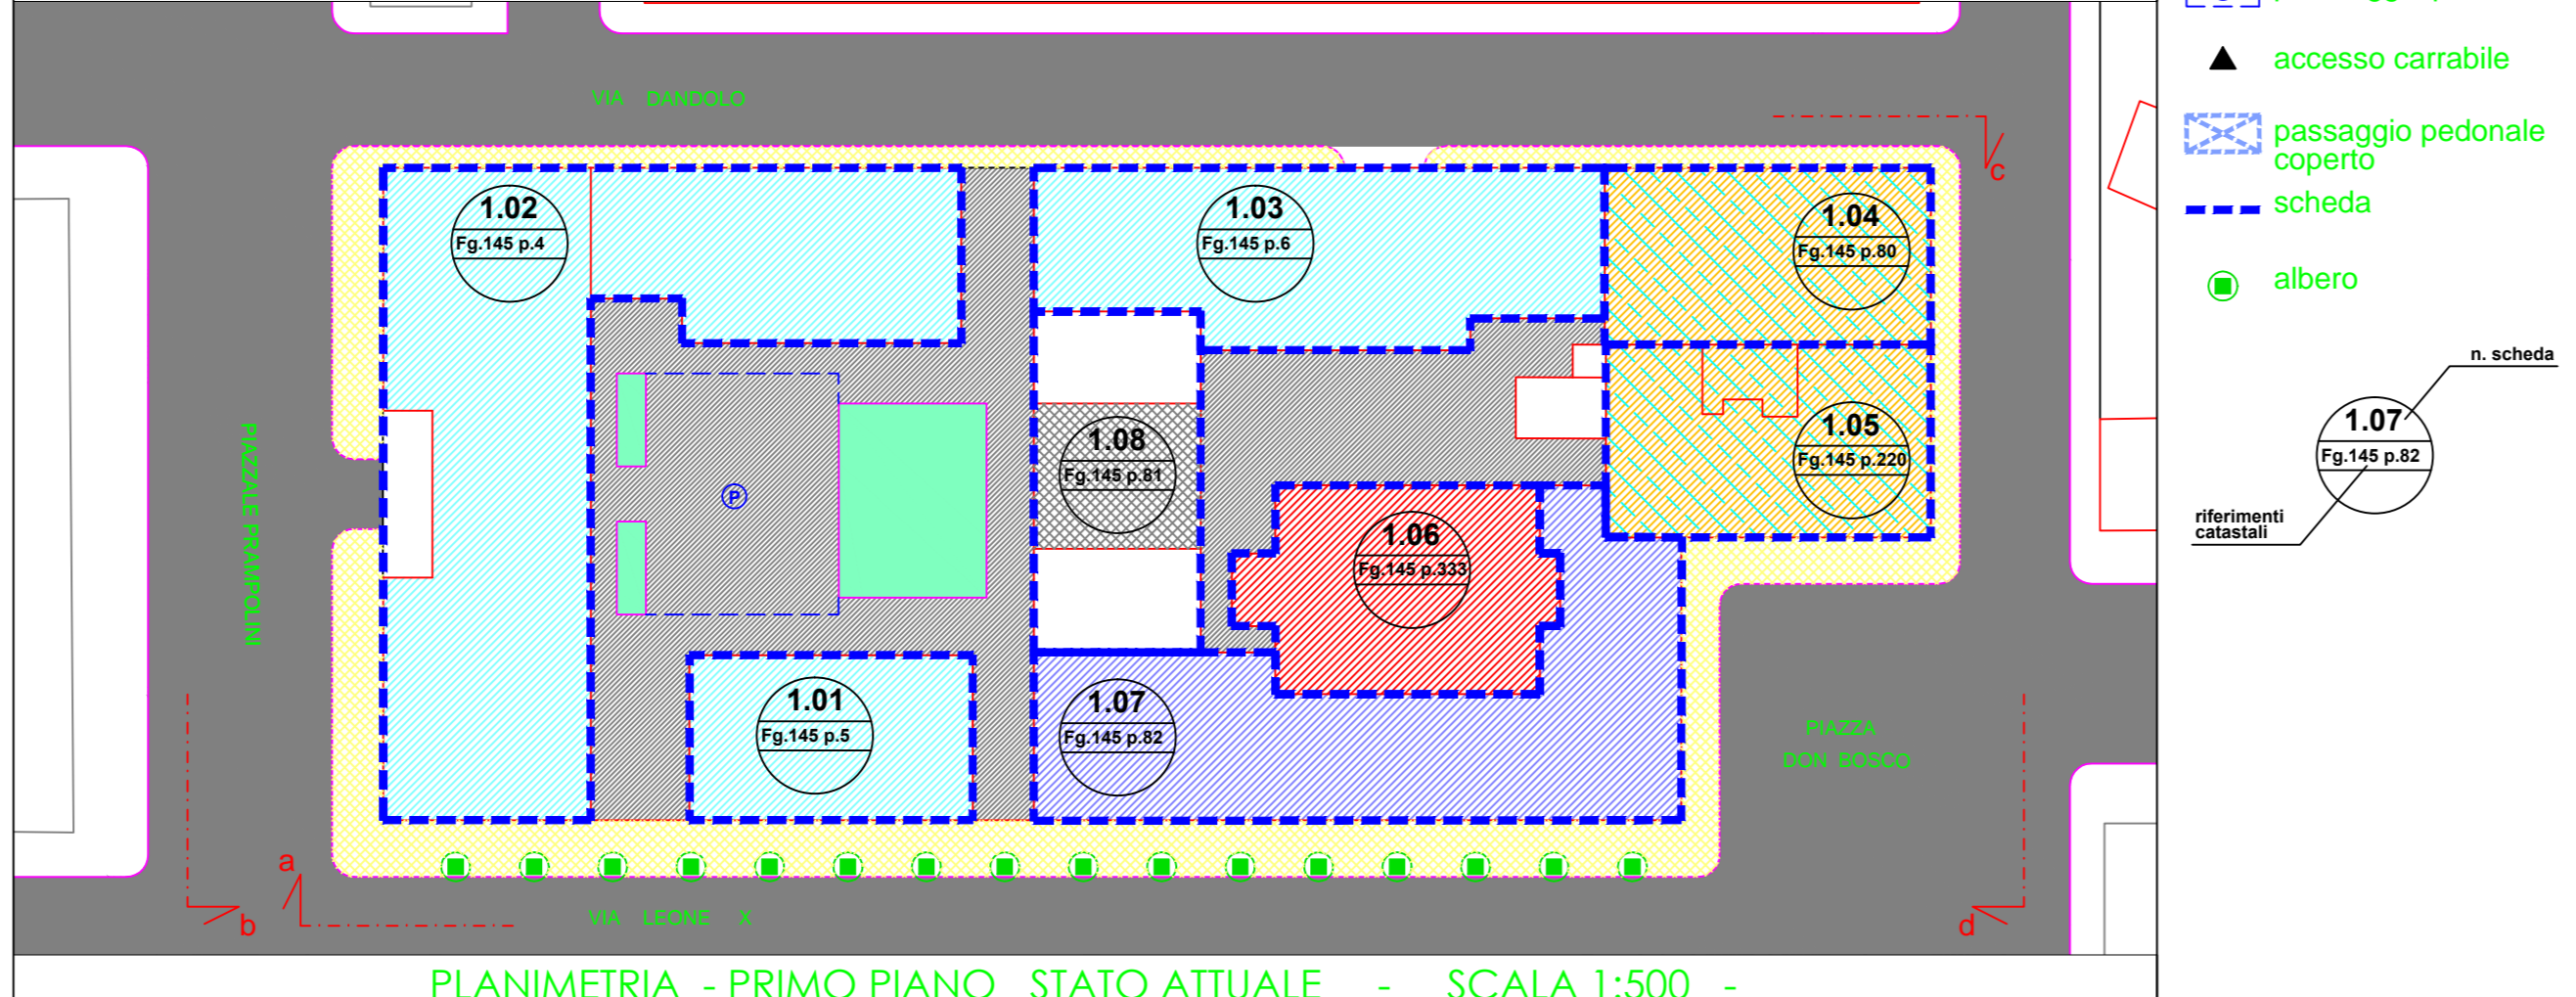 VIA DANDOLO
c
1.02
Fg.145 p.4
1.03
Fg.145 p.6
1.04
Fg.145 p.80
1.08
Fg.145 p.81
1.05
Fg.145 p.220
PIAZZALE PRAMPOLINI
P
1.06
Fg.145 p.333
1.01
Fg.145 p.5
1.07
Fg.145 p.82
PIAZZA
DON BOSCO
a
b
VIA LEONE X
d
PLANIMETRIA - PRIMO PIANO STATO ATTUALE - SCALA 1:500 -
accesso carrabile
passaggio pedonale
coperto
scheda
albero
n. scheda
1.07
Fg.145 p.82
riferimenti
catastali